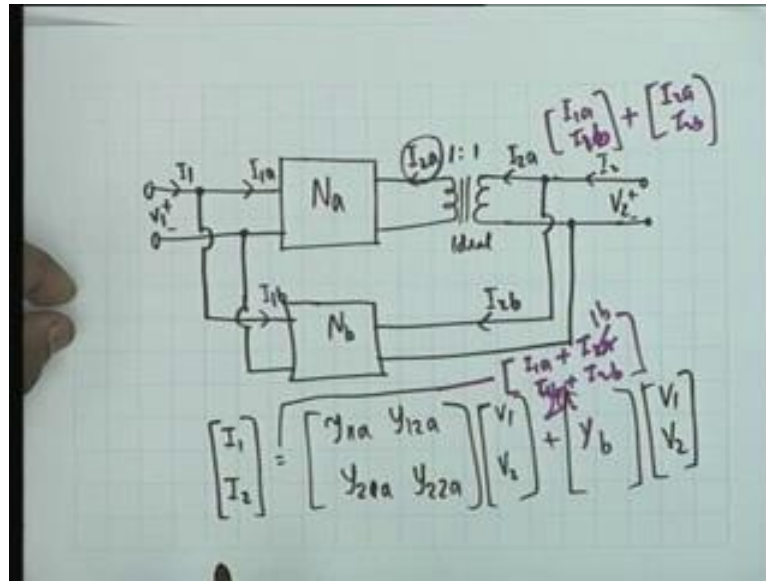 [I1a I1b] + [I2a I2b]
I1 I1a Na I2a 1:1 I2a I2
V1 + - Ideal V2 + -
I1b Nb I2b
[I1a + I1b
I2b]
[I1 I2] = [y11a y12a y21a y22a] [V1 V2] + [yb] [V1 V2]